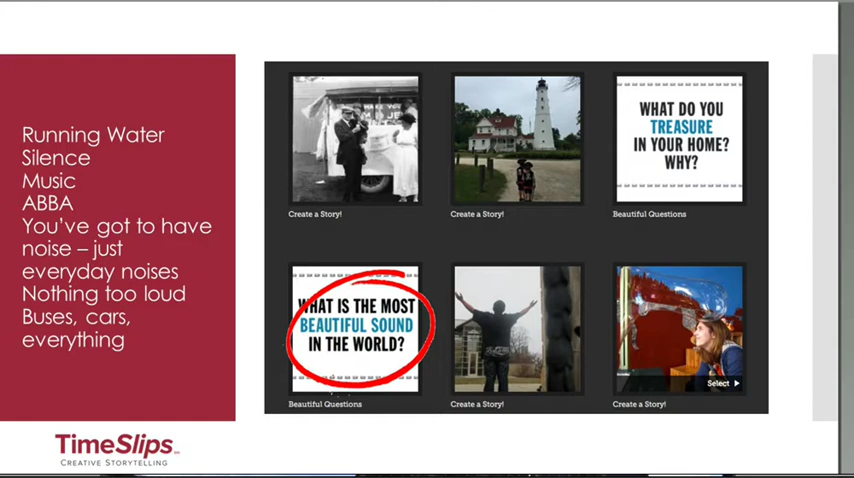 Running Water
Silence
Music
ABBA
You've got to have
noise – just
everyday noises
Nothing too loud
Buses, cars,
everything
Create a Story!
Create a Story!
WHAT DO YOU
TREASURE
IN YOUR HOME?
WHY?
Beautiful Questions
WHAT IS THE MOST
BEAUTIFUL SOUND
IN THE WORLD?
Beautiful Questions
Create a Story!
Select
Create a Story!
TimeSlips
CREATIVE STORYTELLING